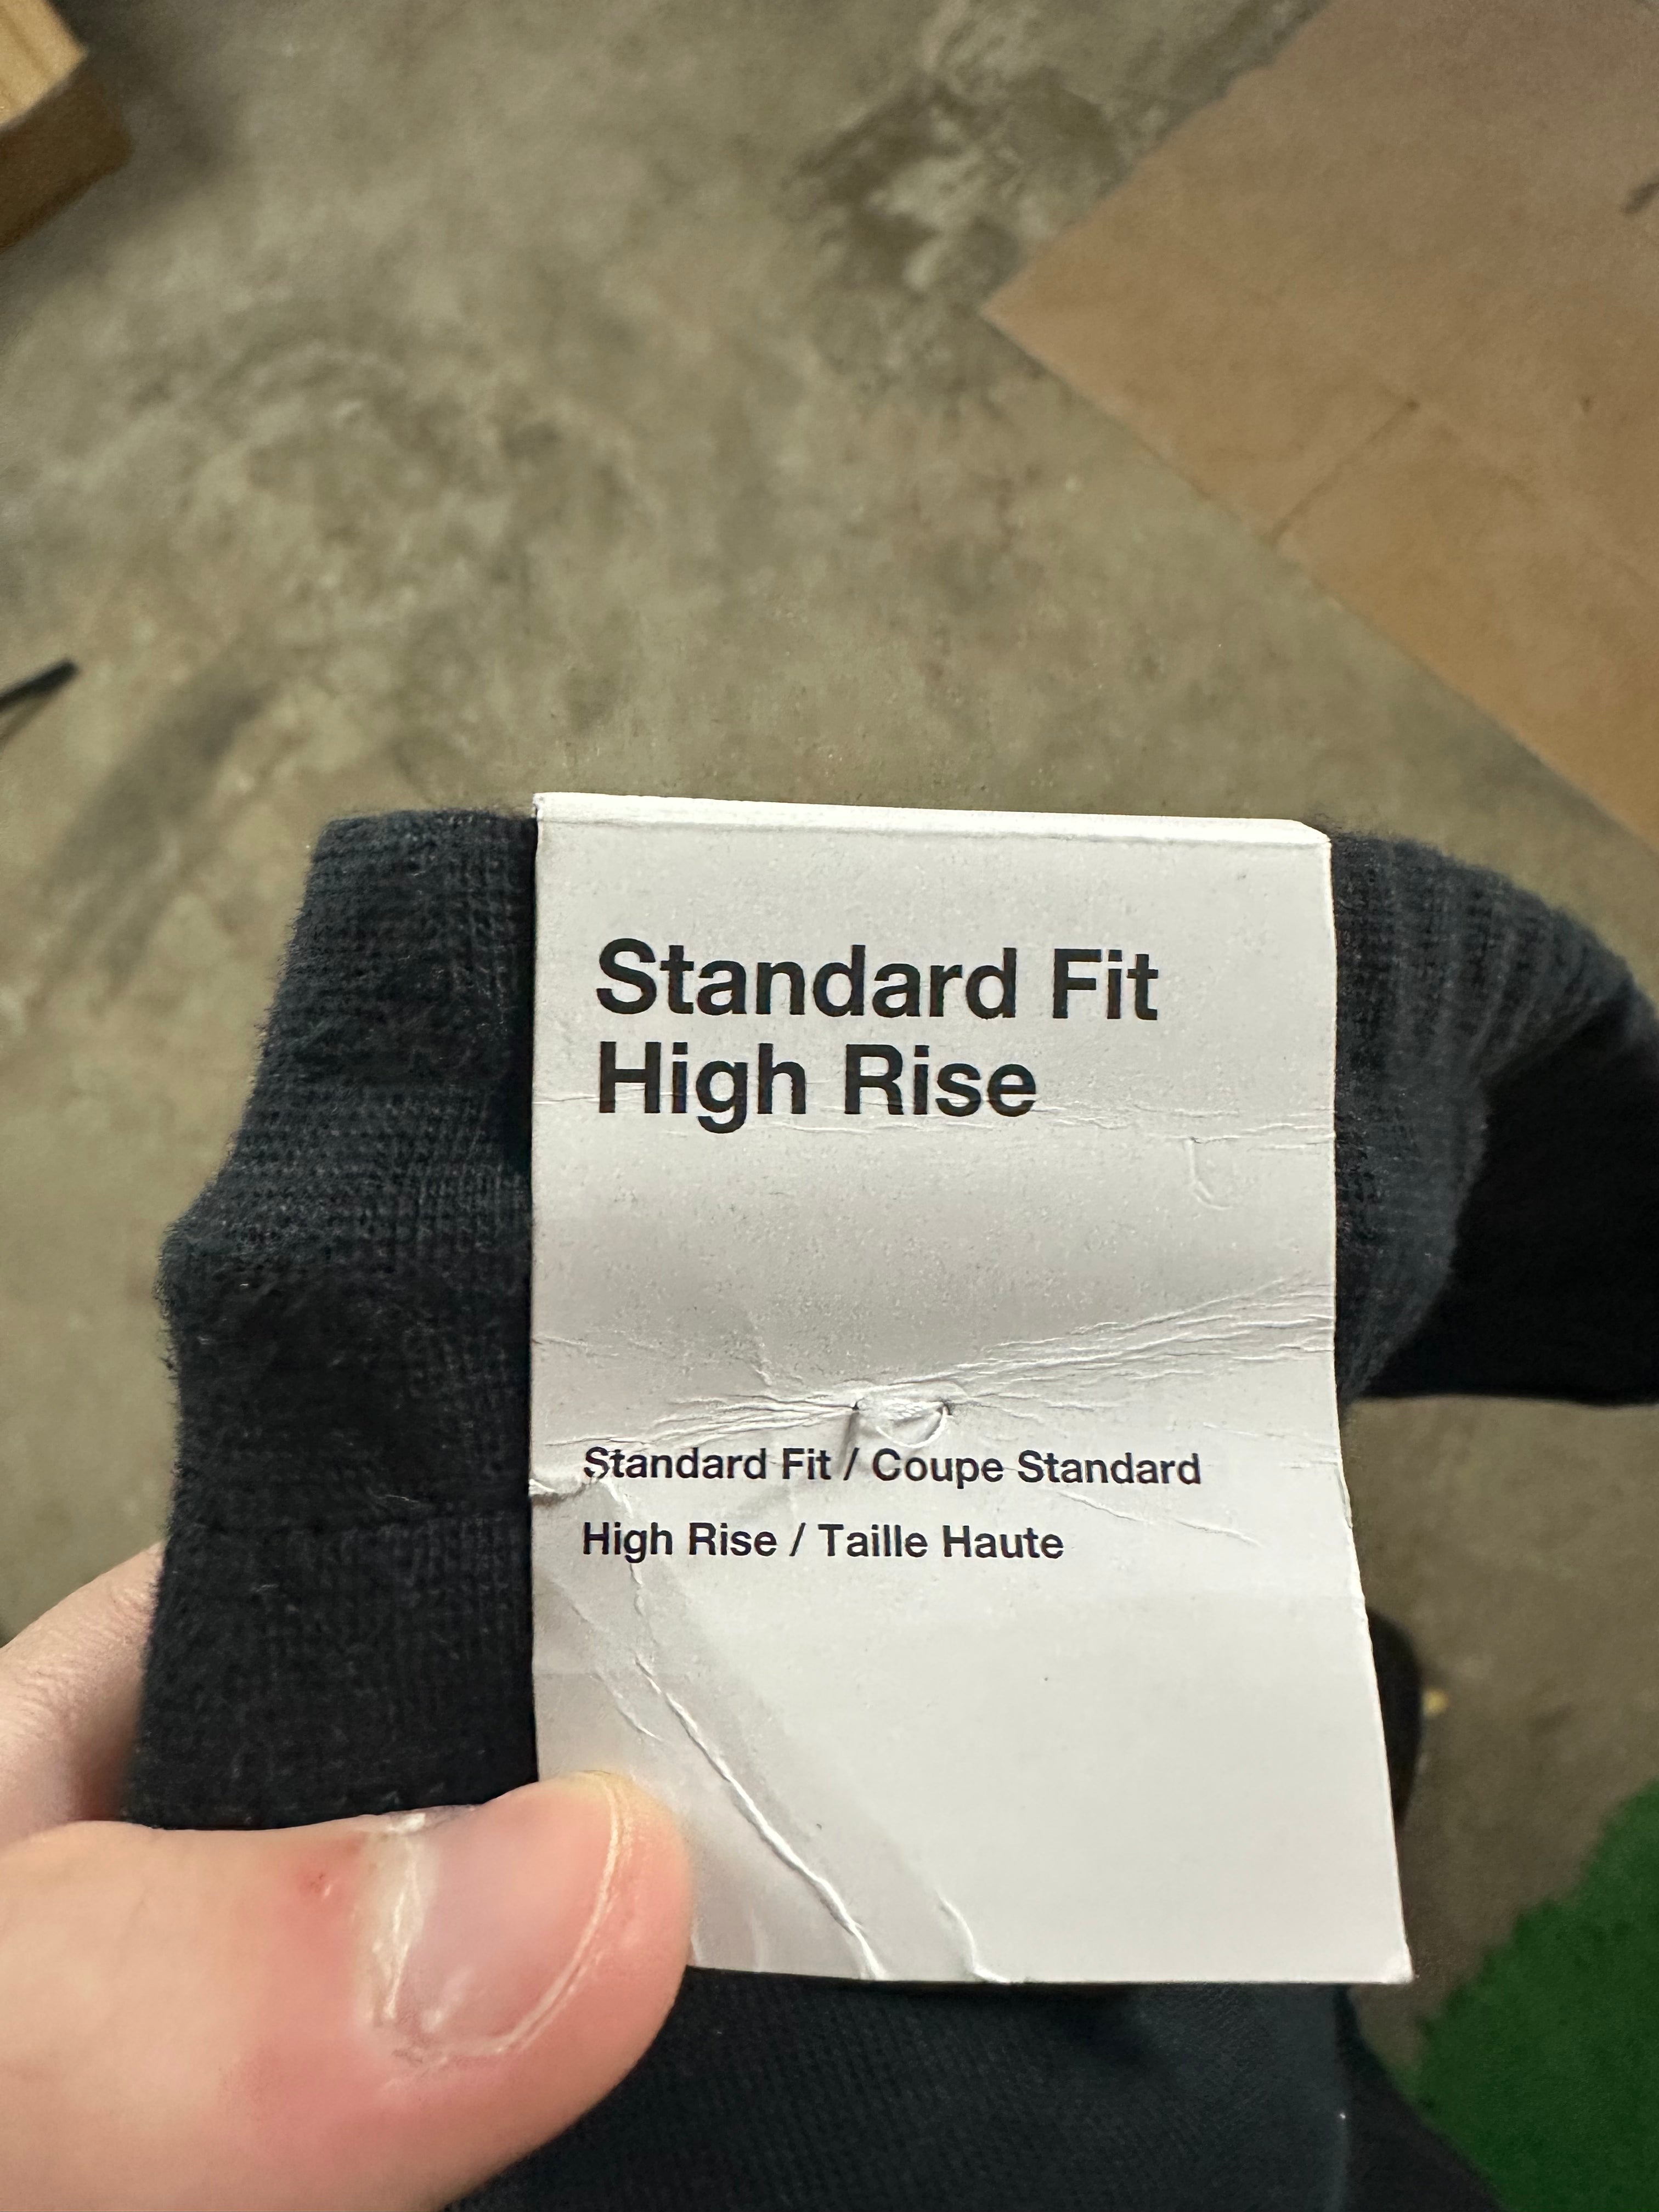 Standard Fit
High Rise
Standard Fit / Coupe Standard
High Rise / Taille Haute